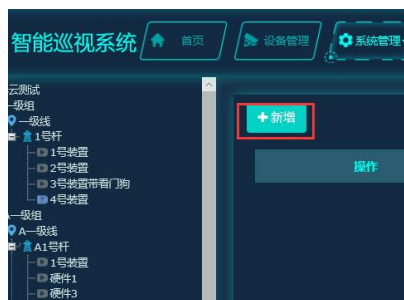 智能巡视系统 首页 设备管理 系统管理
云测试
一级组
一级线
1号杆
1号装置
2号装置
3号装置带看门狗
4号装置
A一级组
A一级线
A1号杆
1号装置
硬件1
硬件3
+新增
操作